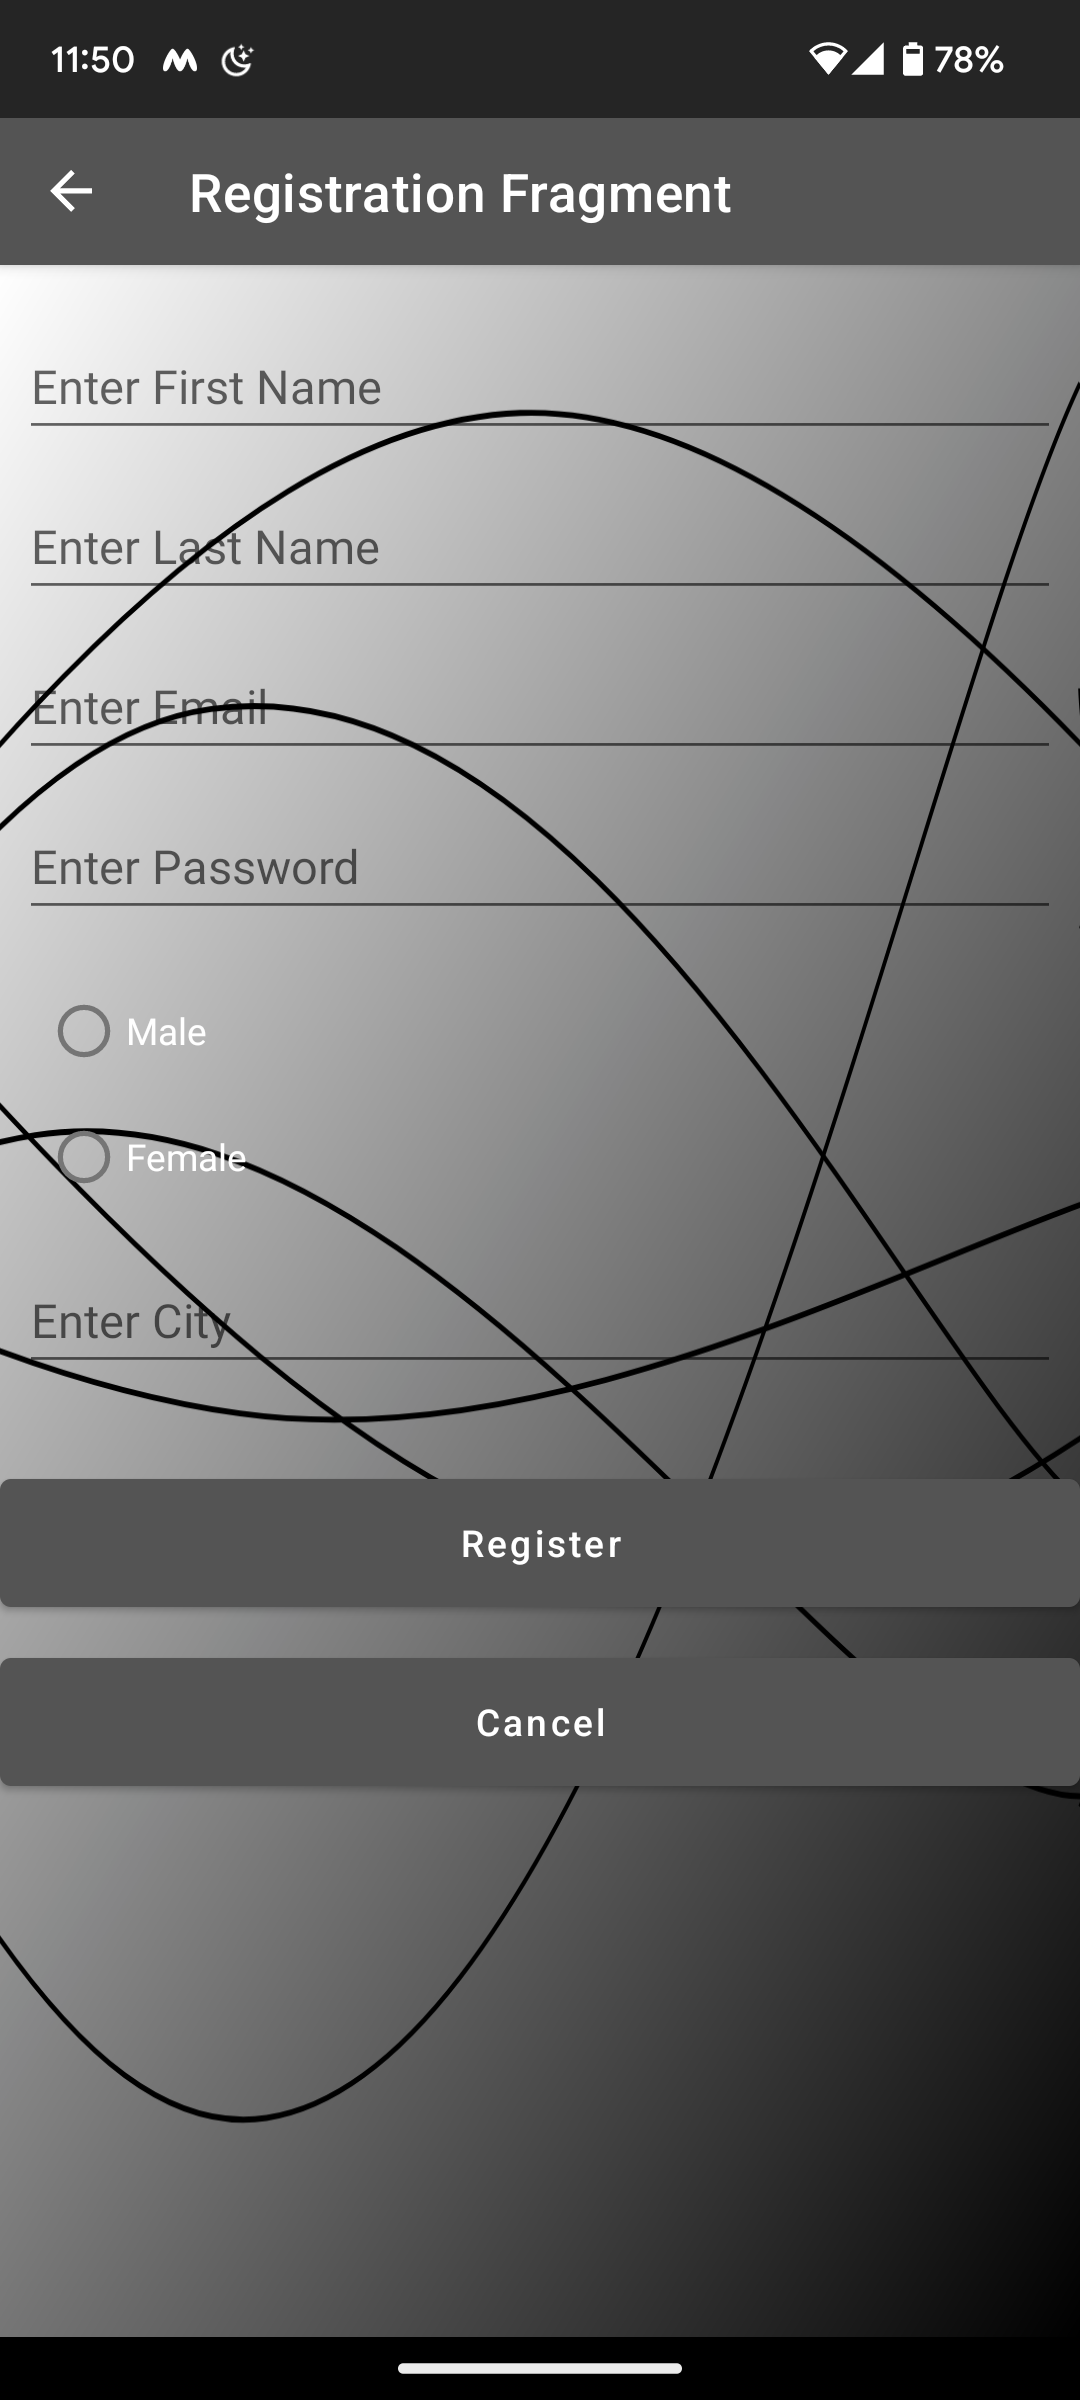 11:50 78%
Registration Fragment
Enter First Name
Enter Last Name
Enter Email
Enter Password
Male
Female
Enter City
Register
Cancel